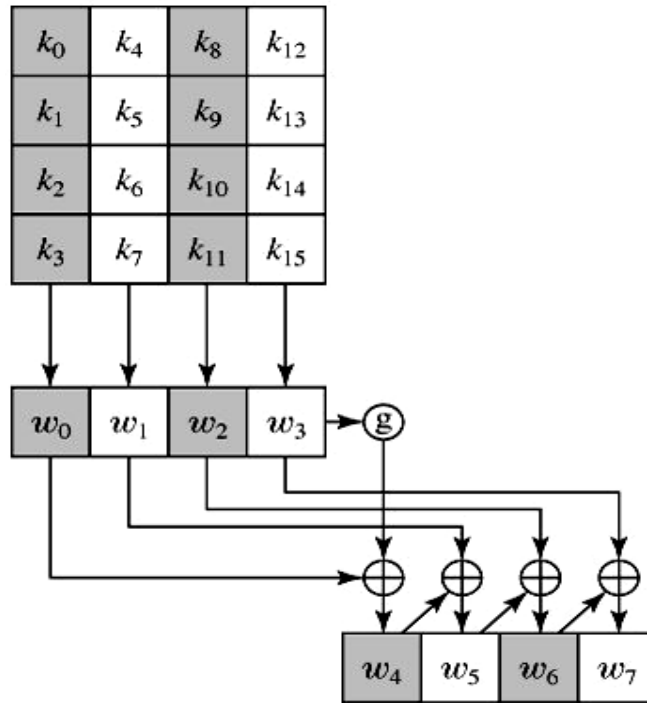 k₀ k₄ k₈ k₁₂
k₁ k₅ k₉ k₁₃
k₂ k₆ k₁₀ k₁₄
k₃ k₇ k₁₁ k₁₅
w₀ w₁ w₂ w₃ g
w₄ w₅ w₆ w₇